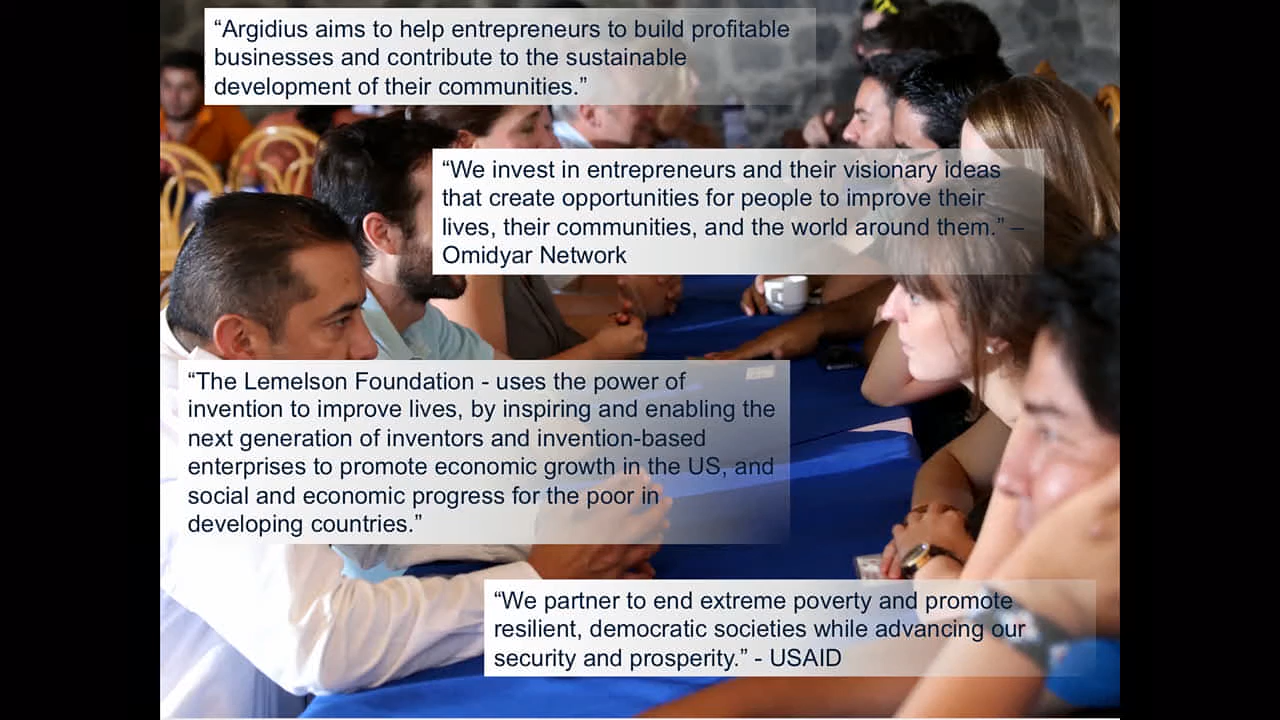 “Argidius aims to help entrepreneurs to build profitable
businesses and contribute to the sustainable
development of their communities.”
“We invest in entrepreneurs and their visionary ideas
that create opportunities for people to improve their
lives, their communities, and the world around them.” –
Omidyar Network
“The Lemelson Foundation - uses the power of
invention to improve lives, by inspiring and enabling the
next generation of inventors and invention-based
enterprises to promote economic growth in the US, and
social and economic progress for the poor in
developing countries.”
“We partner to end extreme poverty and promote
resilient, democratic societies while advancing our
security and prosperity.” - USAID